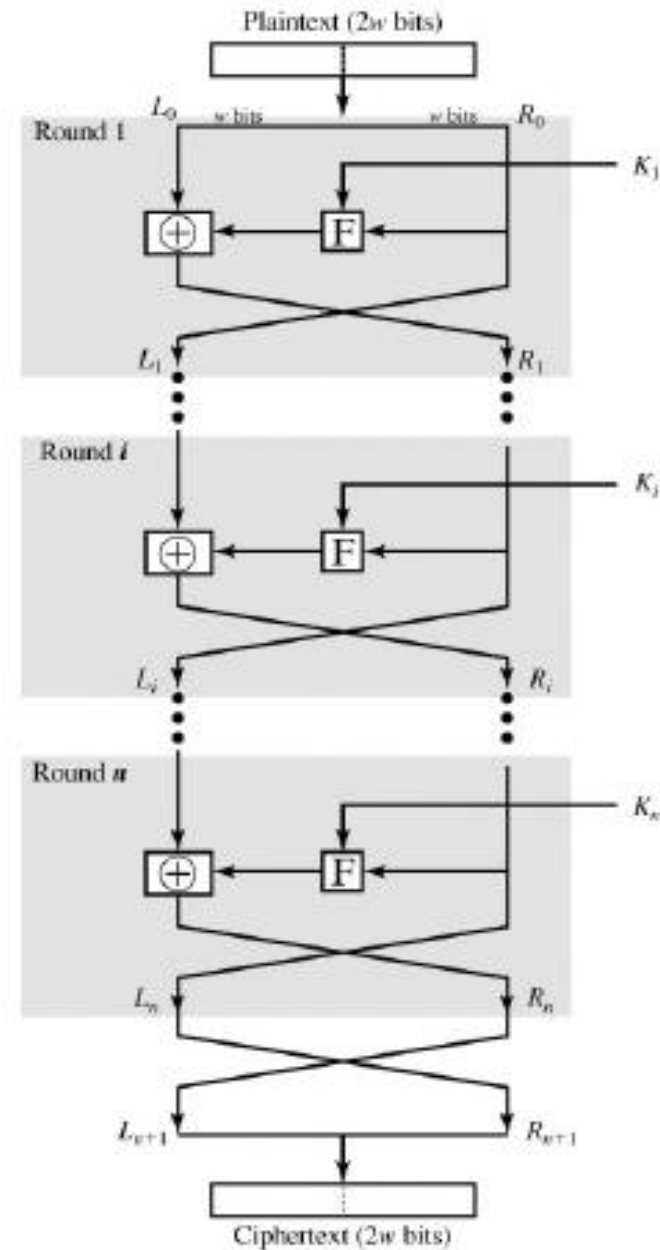 Plaintext (2w bits)
L₀ w bits w bits R₀
Round 1
K₁
⊕ F
L₁ R₁
Round i
Kᵢ
⊕ F
Lᵢ Rᵢ
Round n
Kₙ
⊕ F
Lₙ Rₙ
Lₙ₊₁ Rₙ₊₁
Ciphertext (2w bits)